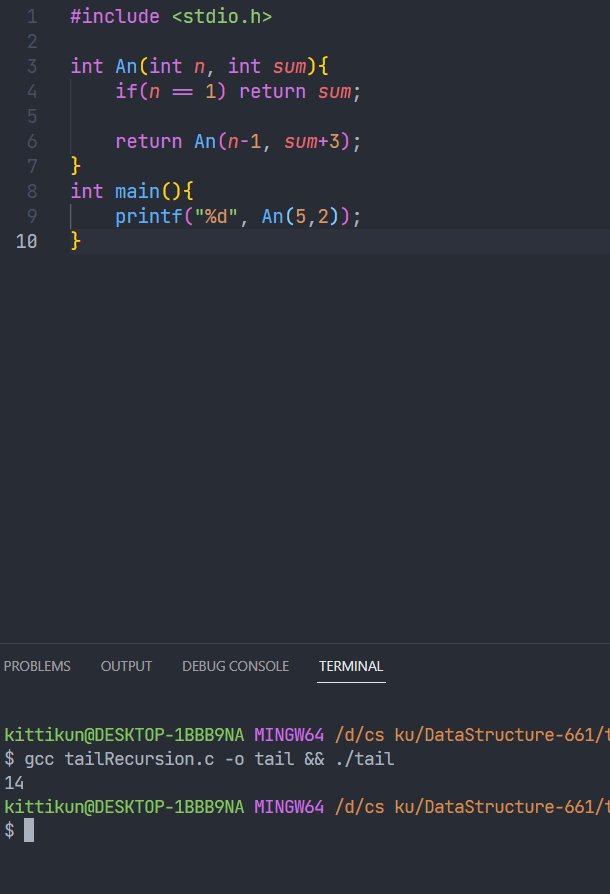 1 #include <stdio.h>
2
3 int An(int n, int sum){
4 if(n == 1) return sum;
5
6 return An(n-1, sum+3);
7 }
8 int main(){
9 printf("%d", An(5,2));
10 }
PROBLEMS OUTPUT DEBUG CONSOLE TERMINAL
kittikun@DESKTOP-1BBB9NA MINGW64 /d/cs ku/DataStructure-661/t
$ gcc tailRecursion.c -o tail && ./tail
14
kittikun@DESKTOP-1BBB9NA MINGW64 /d/cs ku/DataStructure-661/t
$